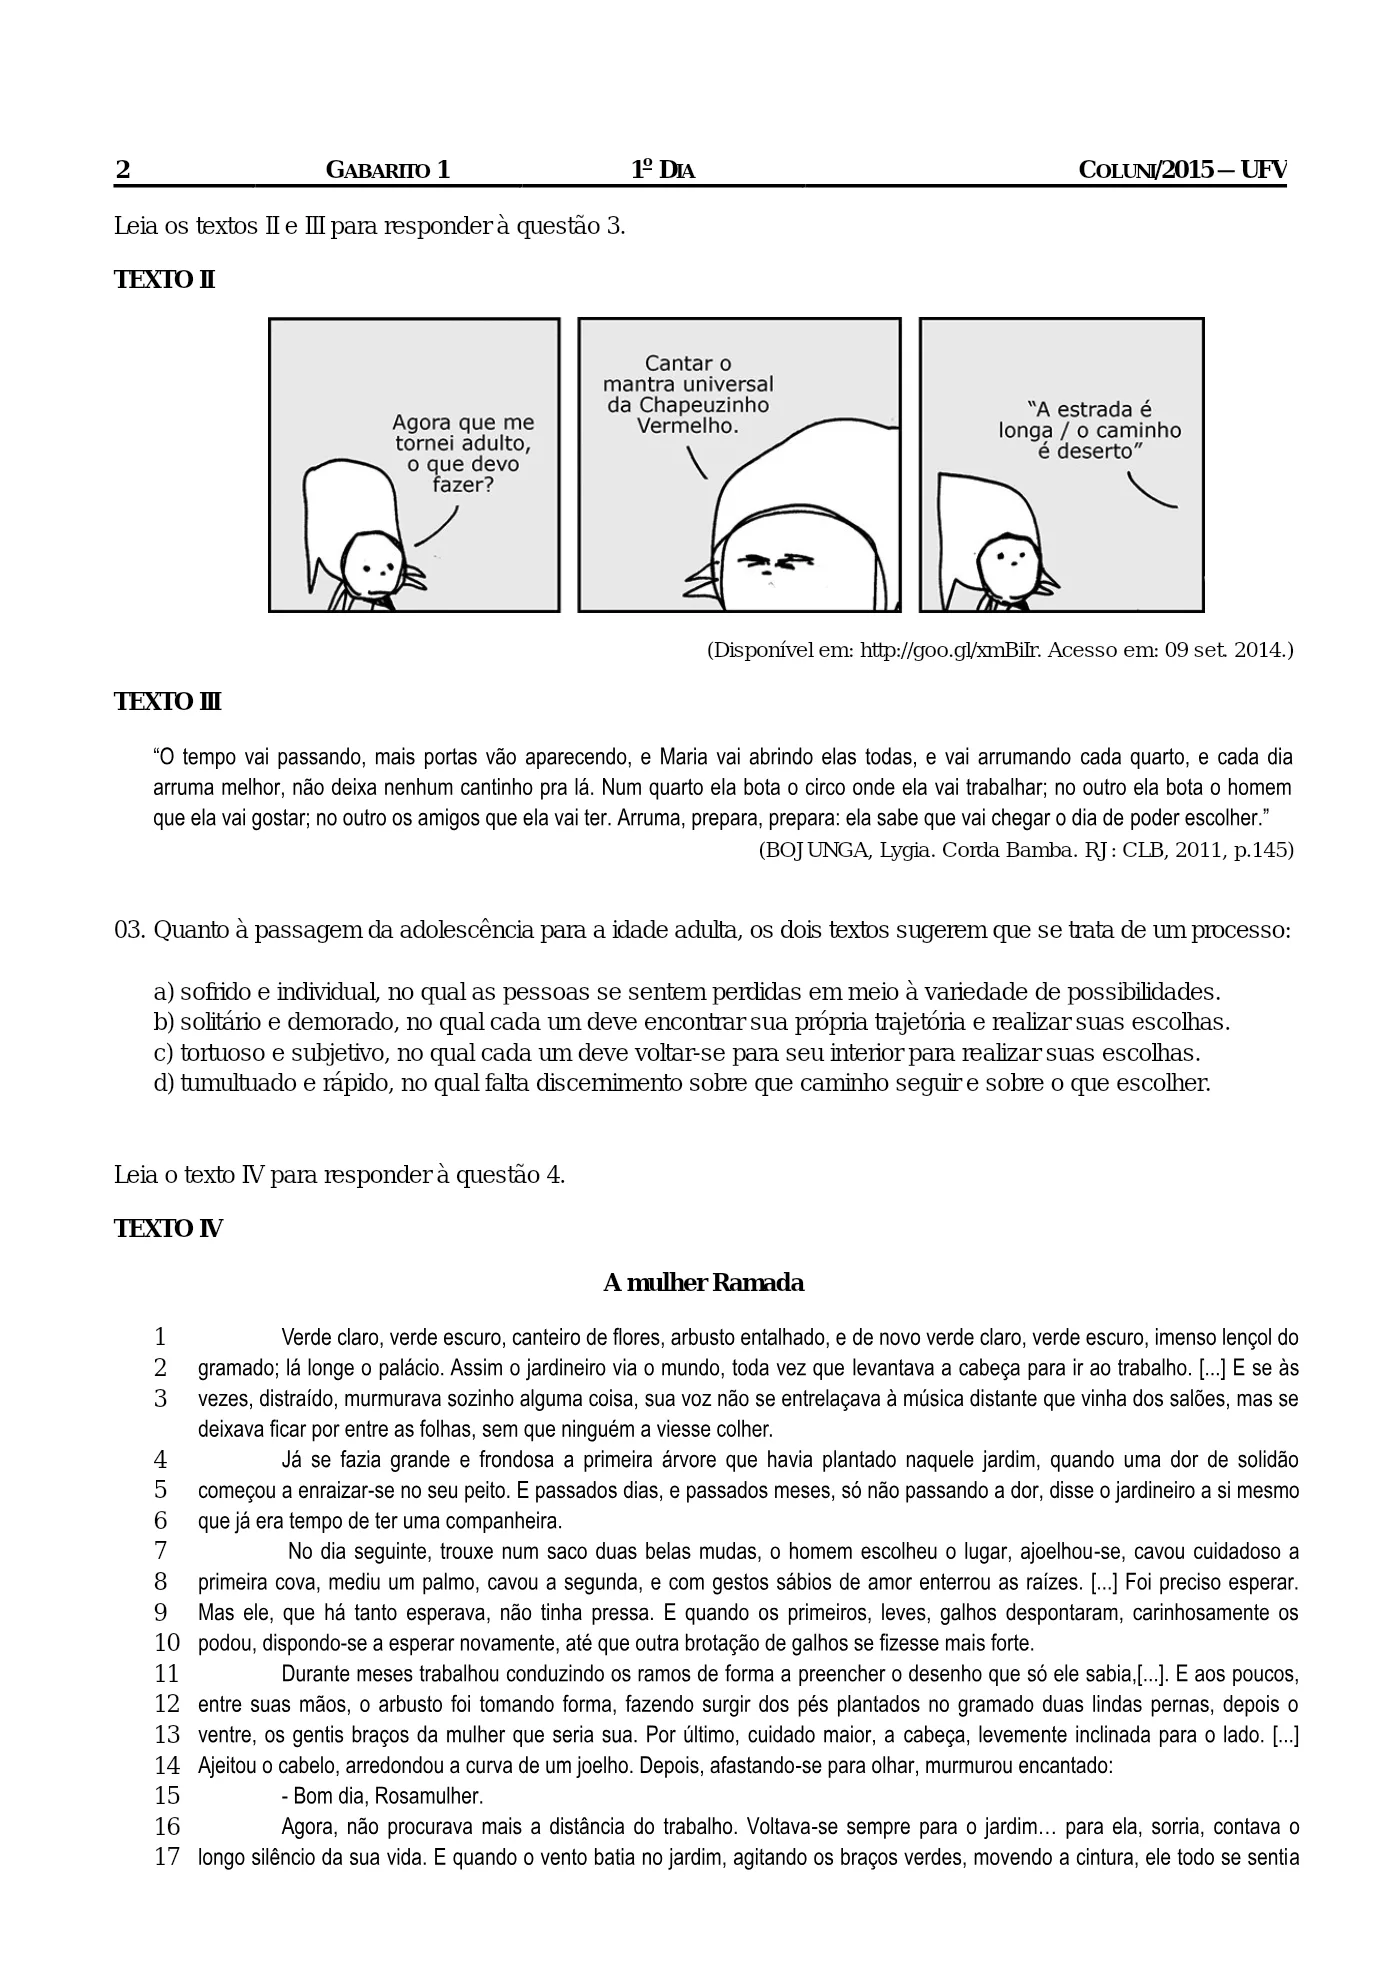 2 GABARITO 1 1º DIA COLUNI/2015 — UFV
Leia os textos II e III para responder à questão 3.
TEXTO II
Agora que me
tornei adulto,
o que devo
fazer?
Cantar o
mantra universal
da Chapeuzinho
Vermelho.
“A estrada é
longa / o caminho
é deserto”
(Disponível em: http://goo.gl/xmBiIr. Acesso em: 09 set. 2014.)
TEXTO III
“O tempo vai passando, mais portas vão aparecendo, e Maria vai abrindo elas todas, e vai arrumando cada quarto, e cada dia
arruma melhor, não deixa nenhum cantinho pra lá. Num quarto ela bota o circo onde ela vai trabalhar; no outro ela bota o homem
que ela vai gostar; no outro os amigos que ela vai ter. Arruma, prepara, prepara: ela sabe que vai chegar o dia de poder escolher.”
(BOJUNGA, Lygia. Corda Bamba. RJ: CLB, 2011, p.145)
03. Quanto à passagem da adolescência para a idade adulta, os dois textos sugerem que se trata de um processo:
a) sofrido e individual, no qual as pessoas se sentem perdidas em meio à variedade de possibilidades.
b) solitário e demorado, no qual cada um deve encontrar sua própria trajetória e realizar suas escolhas.
c) tortuoso e subjetivo, no qual cada um deve voltar-se para seu interior para realizar suas escolhas.
d) tumultuado e rápido, no qual falta discernimento sobre que caminho seguir e sobre o que escolher.
Leia o texto IV para responder à questão 4.
TEXTO IV
A mulher Ramada
1 Verde claro, verde escuro, canteiro de flores, arbusto entalhado, e de novo verde claro, verde escuro, imenso lençol do
2 gramado; lá longe o palácio. Assim o jardineiro via o mundo, toda vez que levantava a cabeça para ir ao trabalho. [...] E se às
3 vezes, distraído, murmurava sozinho alguma coisa, sua voz não se entrelaçava à música distante que vinha dos salões, mas se
deixava ficar por entre as folhas, sem que ninguém a viesse colher.
4 Já se fazia grande e frondosa a primeira árvore que havia plantado naquele jardim, quando uma dor de solidão
5 começou a enraizar-se no seu peito. E passados dias, e passados meses, só não passando a dor, disse o jardineiro a si mesmo
6 que já era tempo de ter uma companheira.
7 No dia seguinte, trouxe num saco duas belas mudas, o homem escolheu o lugar, ajoelhou-se, cavou cuidadoso a
8 primeira cova, mediu um palmo, cavou a segunda, e com gestos sábios de amor enterrou as raízes. [...] Foi preciso esperar.
9 Mas ele, que há tanto esperava, não tinha pressa. E quando os primeiros, leves, galhos despontaram, carinhosamente os
10 podou, dispondo-se a esperar novamente, até que outra brotação de galhos se fizesse mais forte.
11 Durante meses trabalhou conduzindo os ramos de forma a preencher o desenho que só ele sabia,[...]. E aos poucos,
12 entre suas mãos, o arbusto foi tomando forma, fazendo surgir dos pés plantados no gramado duas lindas pernas, depois o
13 ventre, os gentis braços da mulher que seria sua. Por último, cuidado maior, a cabeça, levemente inclinada para o lado. [...]
14 Ajeitou o cabelo, arredondou a curva de um joelho. Depois, afastando-se para olhar, murmurou encantado:
15 - Bom dia, Rosamulher.
16 Agora, não procurava mais a distância do trabalho. Voltava-se sempre para o jardim… para ela, sorria, contava o
17 longo silêncio da sua vida. E quando o vento batia no jardim, agitando os braços verdes, movendo a cintura, ele todo se sentia